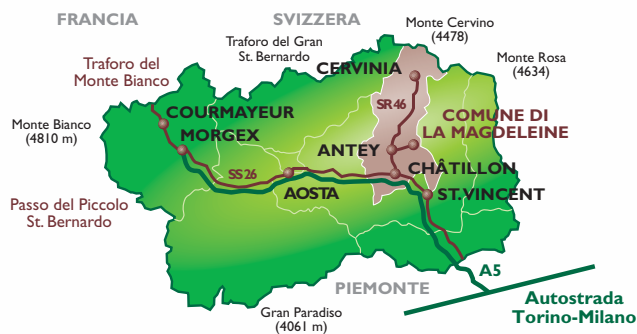 FRANCIA
SVIZZERA
Monte Cervino
(4478)
Traforo del Gran
St. Bernardo
Monte Rosa
(4634)
Traforo del
Monte Bianco
CERVINIA
SR46
COURMAYEUR
COMUNE DI
LA MAGDELEINE
Monte Bianco
(4810 m)
MORGEX
ANTEY
SS26
CHÂTILLON
AOSTA
ST.VINCENT
Passo del Piccolo
St. Bernardo
A5
PIEMONTE
Gran Paradiso
(4061 m)
Autostrada
Torino-Milano